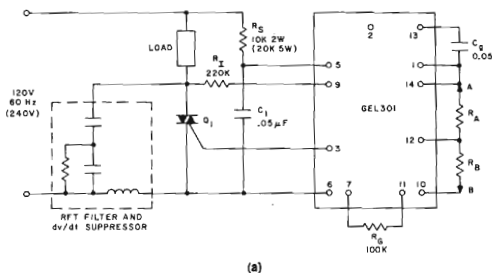 120V
60 Hz
(240V)
LOAD
RS
10K 2W
(20K 5W)
RI
220K
C1
.05μF
Q1
RFT FILTER AND
dv/dt SUPPRESSOR
GEL301
5
9
3
6
7
11
10
12
14
1
13
2
Cg
0.05
A
RA
RB
B
RG
100K
(a)